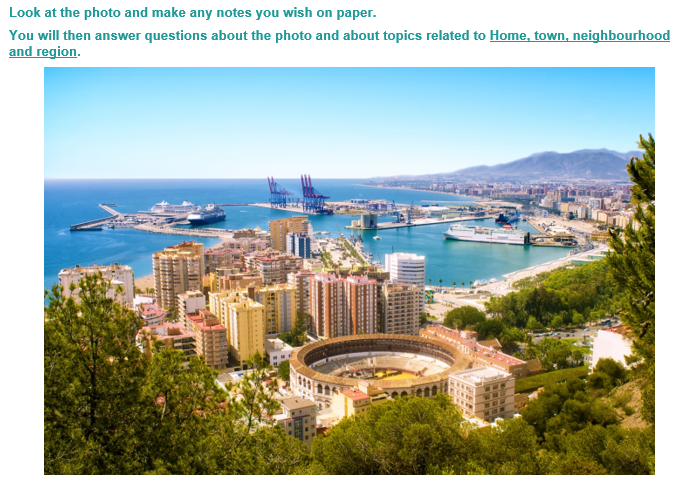 Look at the photo and make any notes you wish on paper.
You will then answer questions about the photo and about topics related to Home, town, neighbourhood
and region.